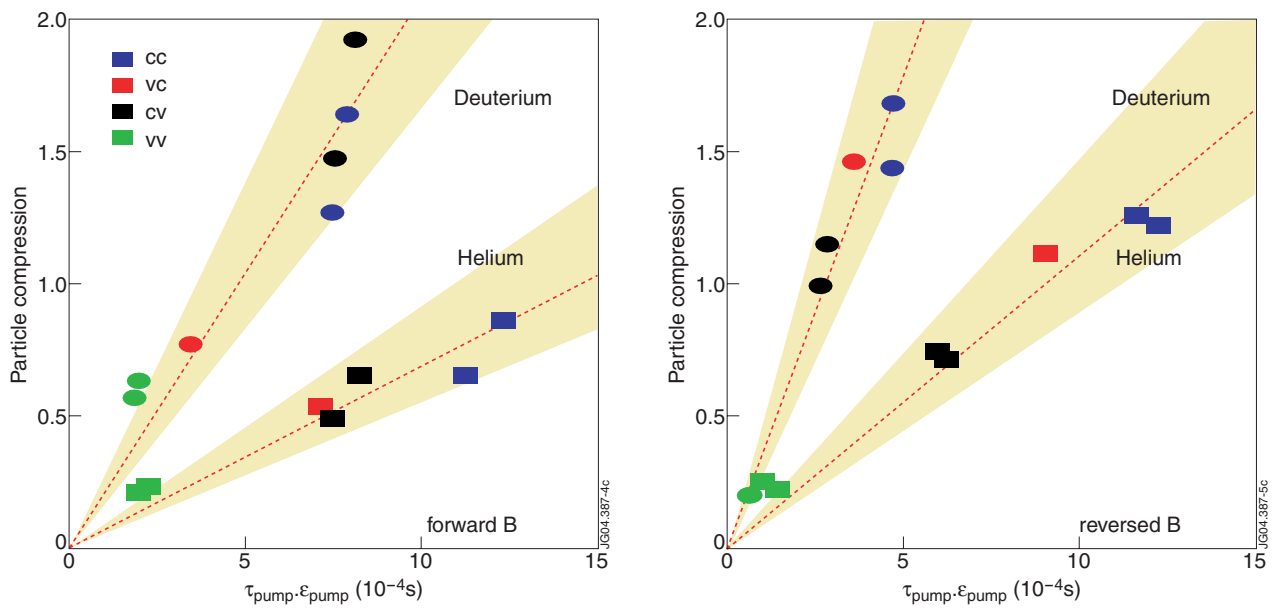 2.0
1.5
1.0
0.5
0
Particle compression
cc
vc
cv
vv
Deuterium
Helium
forward B
JG04.387-4c
0 5 10 15
τpump.εpump (10−4s)
2.0
1.5
1.0
0.5
0
Particle compression
Deuterium
Helium
reversed B
JG04.387-5c
0 5 10 15
τpump.εpump (10−4s)